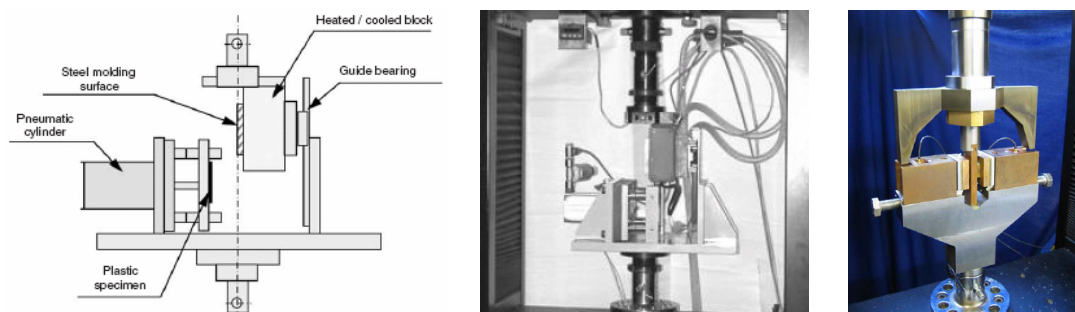 Heated / cooled block
Steel molding
surface
Guide bearing
Pneumatic
cylinder
Plastic
specimen